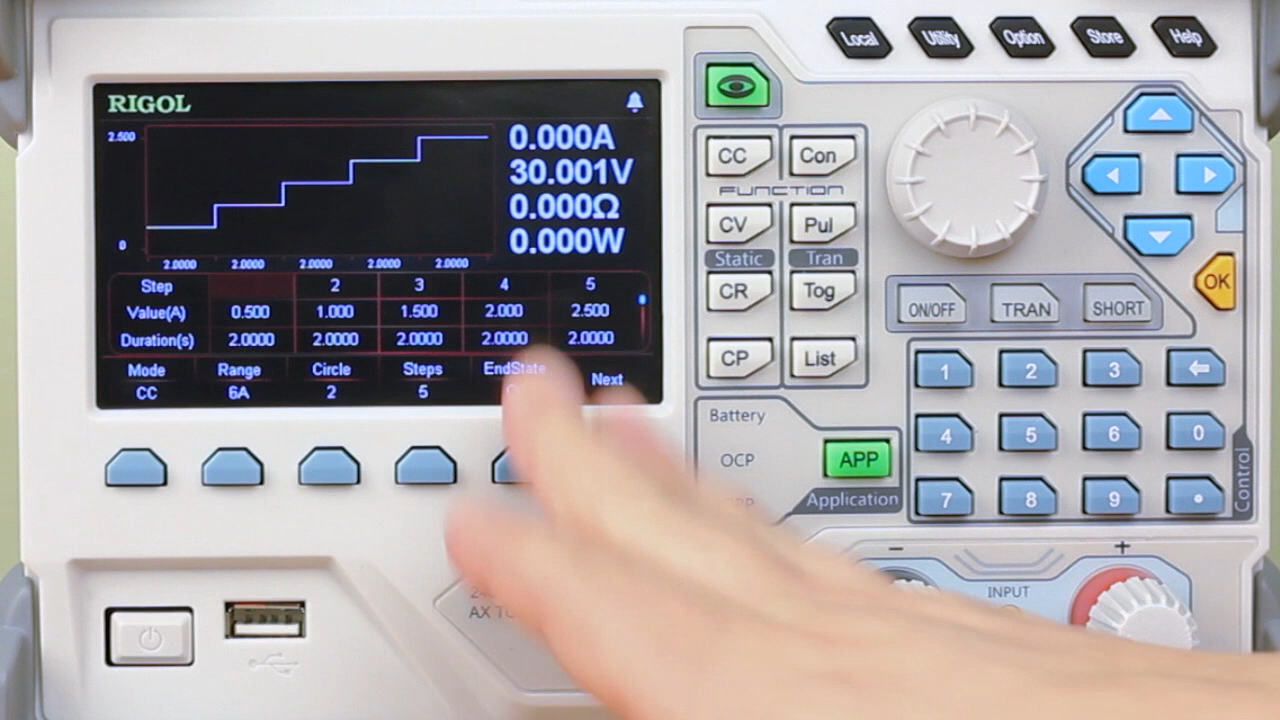 Local Utility Option Store Help
RIGOL
2.500
0
2.0000 2.0000 2.0000 2.0000 2.0000
0.000A
30.001V
0.000Ω
0.000W
Step 2 3 4 5
Value(A) 0.500 1.000 1.500 2.000 2.500
Duration(s) 2.0000 2.0000 2.0000 2.0000 2.0000
Mode Range Circle Steps EndState Next
CC 6A 2 5
CC Con
FUNCTION
CV Pul
Static Tran
CR Tog
CP List
OK
ON/OFF TRAN SHORT
1 2 3
4 5 6 0
7 8 9 •
Control
Battery
OCP
APP
Application
− +
INPUT